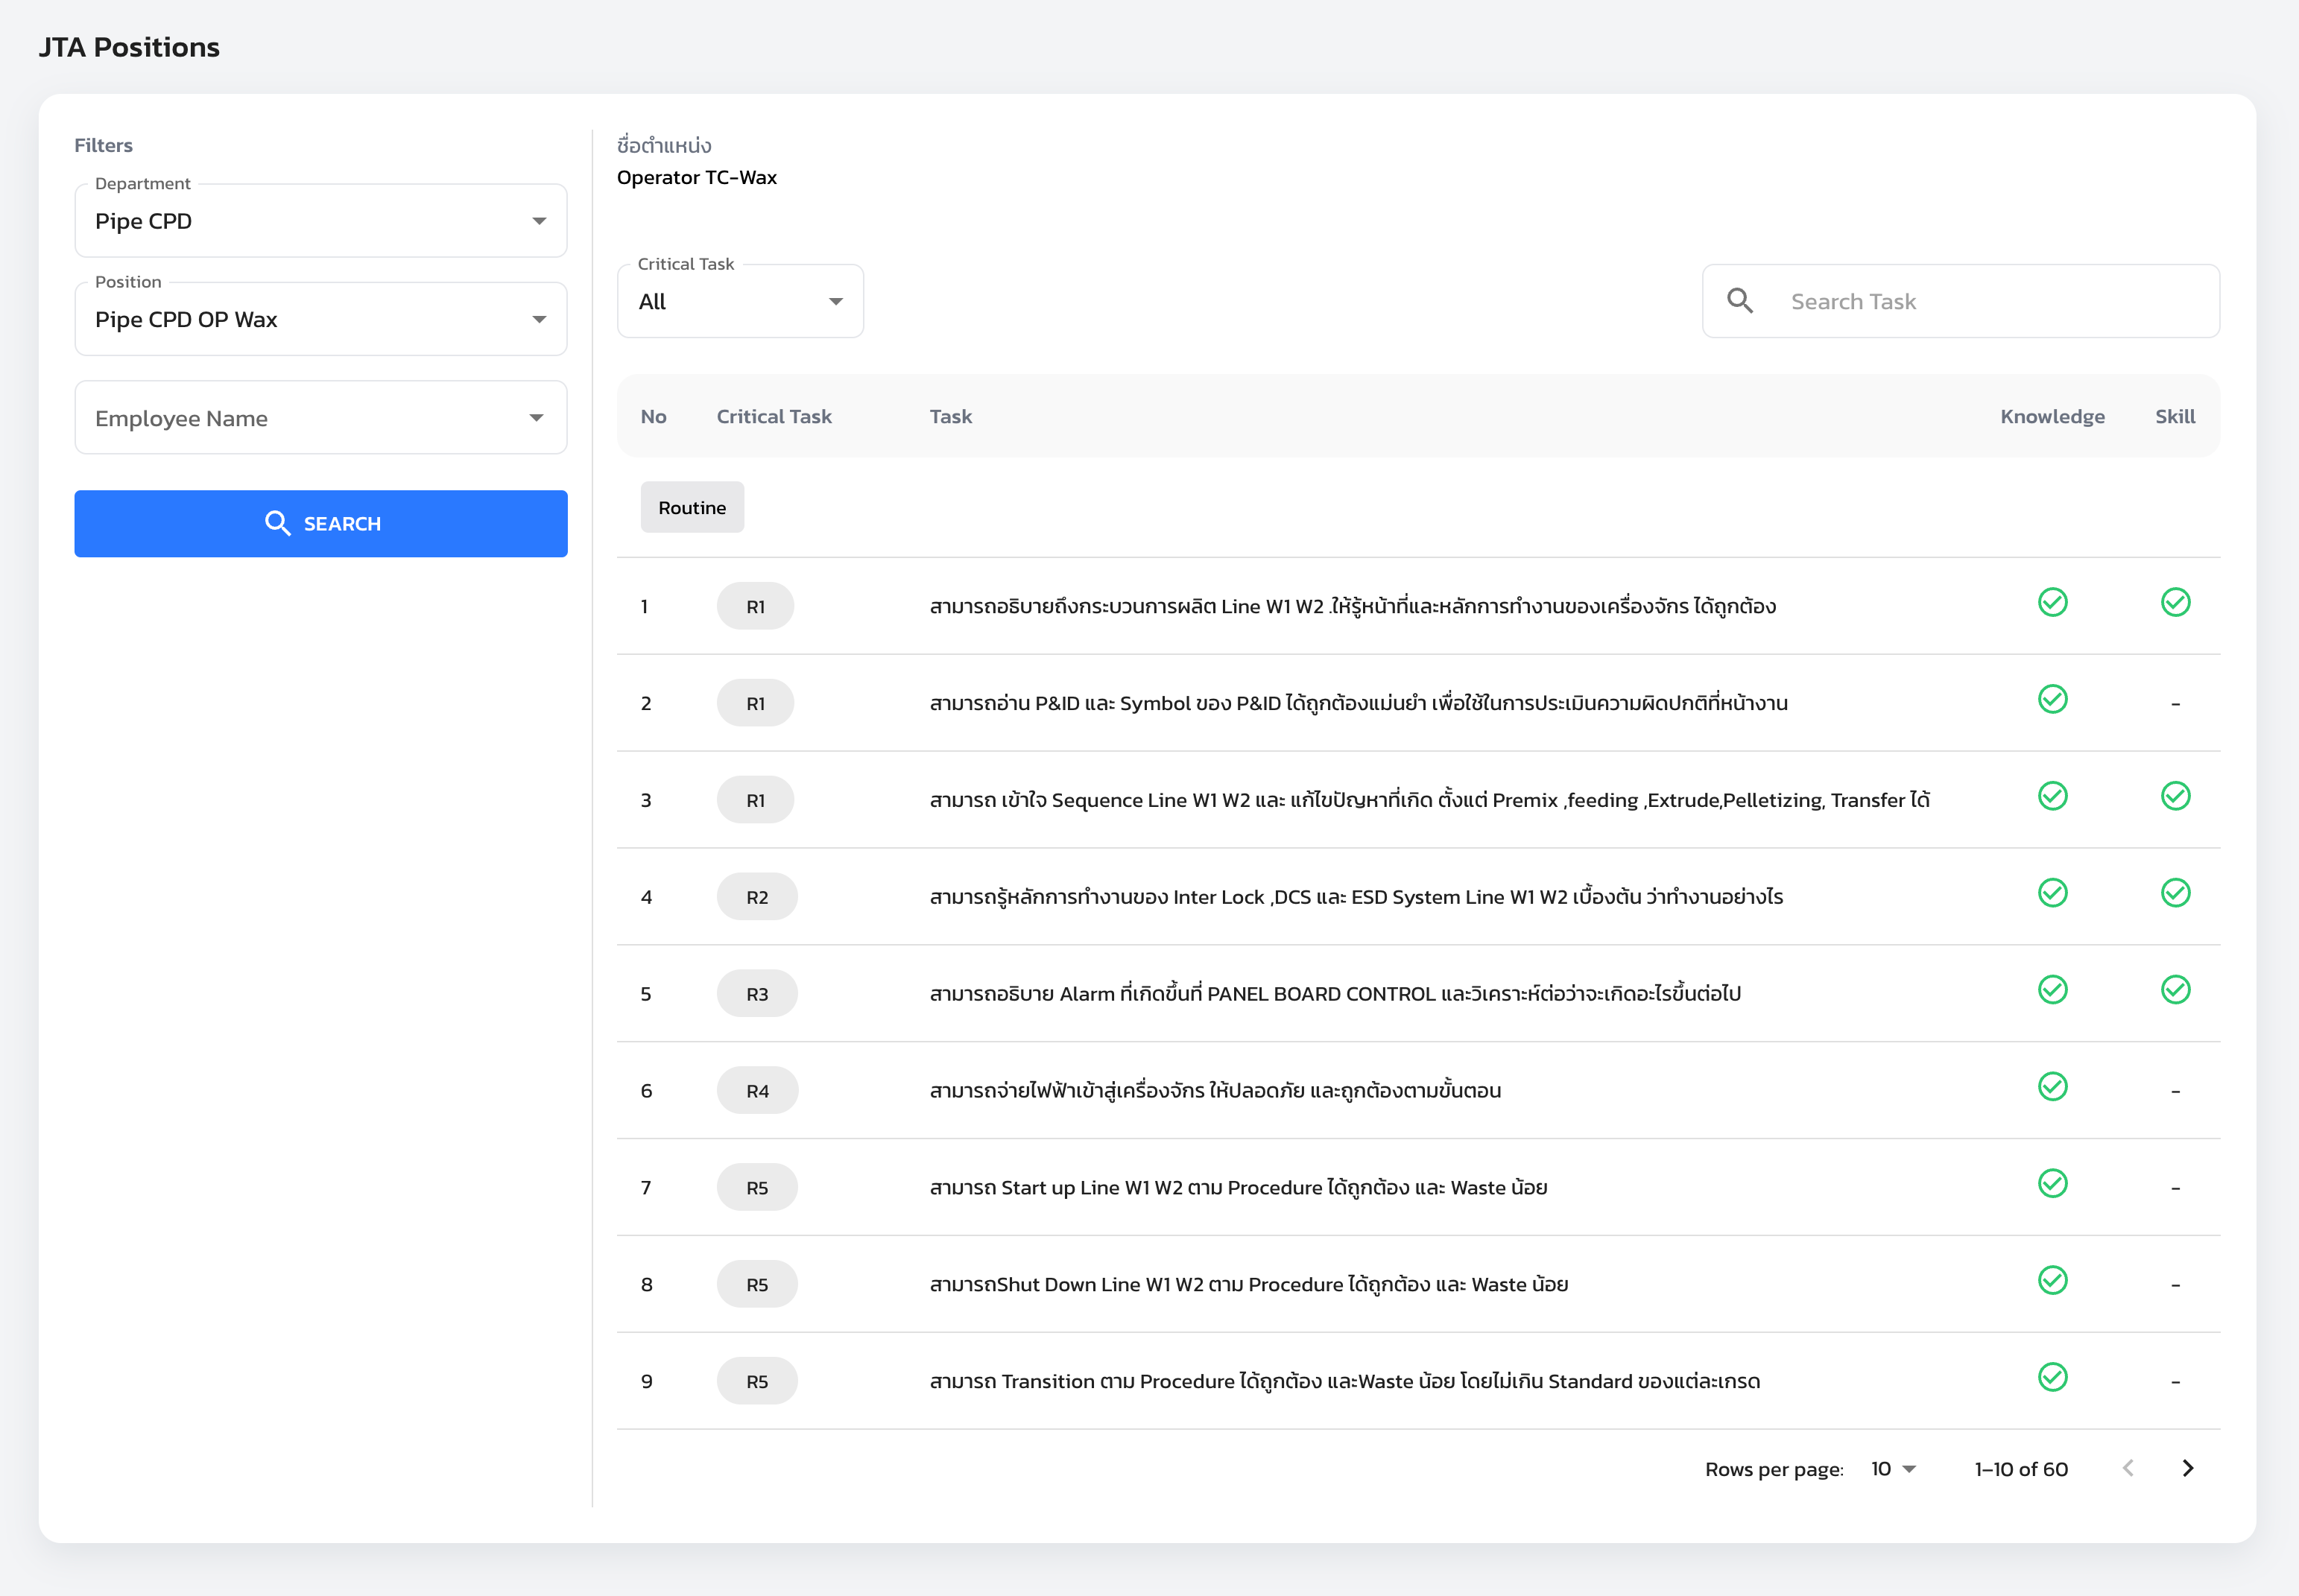 JTA Positions
Filters
Department
Pipe CPD
Position
Pipe CPD OP Wax
Employee Name
SEARCH
ชื่อตำแหน่ง
Operator TC-Wax
Critical Task
All
Search Task
No Critical Task Task Knowledge Skill
Routine
1 R1 สามารถอธิบายถึงกระบวนการผลิต Line W1 W2 .ให้รู้หน้าที่และหลักการทำงานของเครื่องจักร ได้ถูกต้อง
2 R1 สามารถอ่าน P&ID และ Symbol ของ P&ID ได้ถูกต้องแม่นยำ เพื่อใช้ในการประเมินความผิดปกติที่หน้างาน -
3 R1 สามารถ เข้าใจ Sequence Line W1 W2 และ แก้ไขปัญหาที่เกิด ตั้งแต่ Premix ,feeding ,Extrude,Pelletizing, Transfer ได้
4 R2 สามารถรู้หลักการทำงานของ Inter Lock ,DCS และ ESD System Line W1 W2 เบื้องต้น ว่าทำงานอย่างไร
5 R3 สามารถอธิบาย Alarm ที่เกิดขึ้นที่ PANEL BOARD CONTROL และวิเคราะห์ต่อว่าจะเกิดอะไรขึ้นต่อไป
6 R4 สามารถจ่ายไฟฟ้าเข้าสู่เครื่องจักร ให้ปลอดภัย และถูกต้องตามขั้นตอน -
7 R5 สามารถ Start up Line W1 W2 ตาม Procedure ได้ถูกต้อง และ Waste น้อย -
8 R5 สามารถShut Down Line W1 W2 ตาม Procedure ได้ถูกต้อง และ Waste น้อย -
9 R5 สามารถ Transition ตาม Procedure ได้ถูกต้อง และWaste น้อย โดยไม่เกิน Standard ของแต่ละเกรด -
Rows per page: 10 1–10 of 60